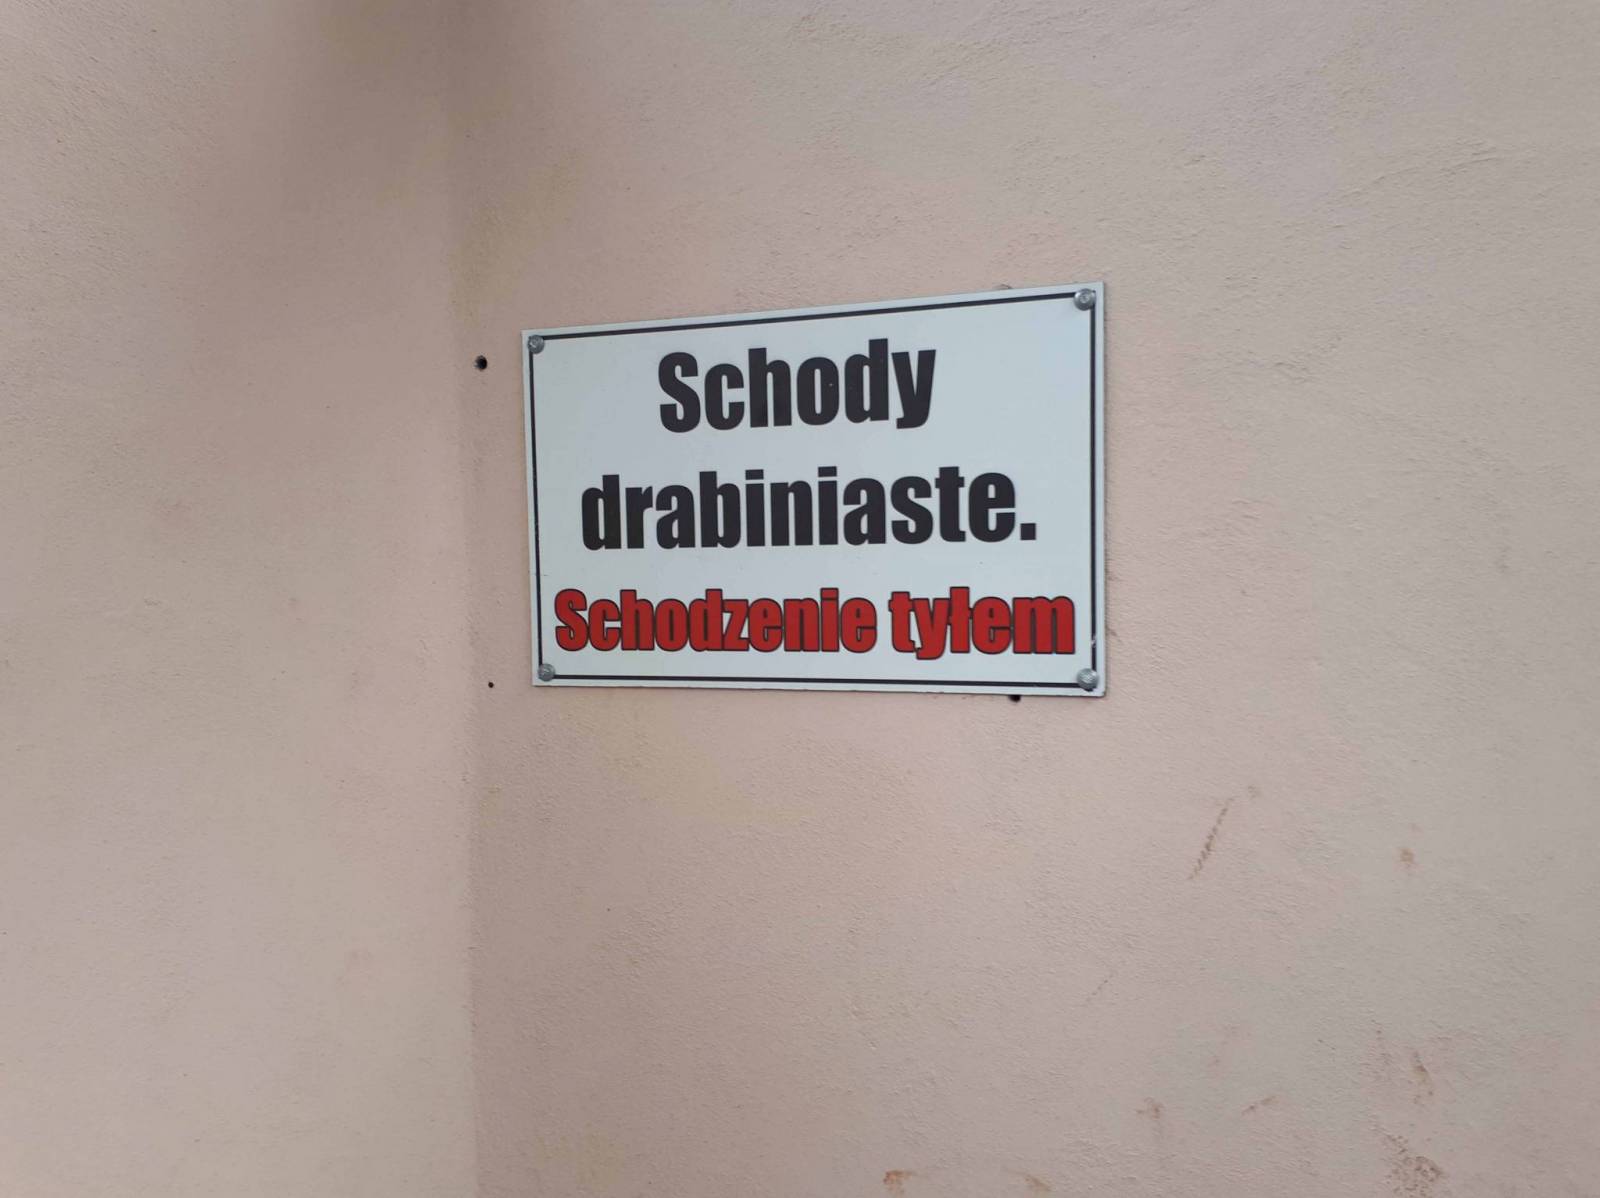 Schody
drabiniaste.
Schodzenie tyłem